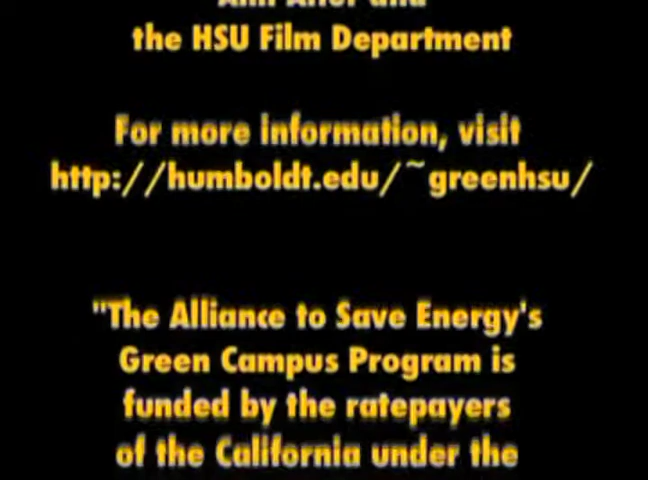 and
the HSU Film Department
For more information, visit
http://humboldt.edu/~greenhsu/
"The Alliance to Save Energy's
Green Campus Program is
funded by the ratepayers
of the California under the